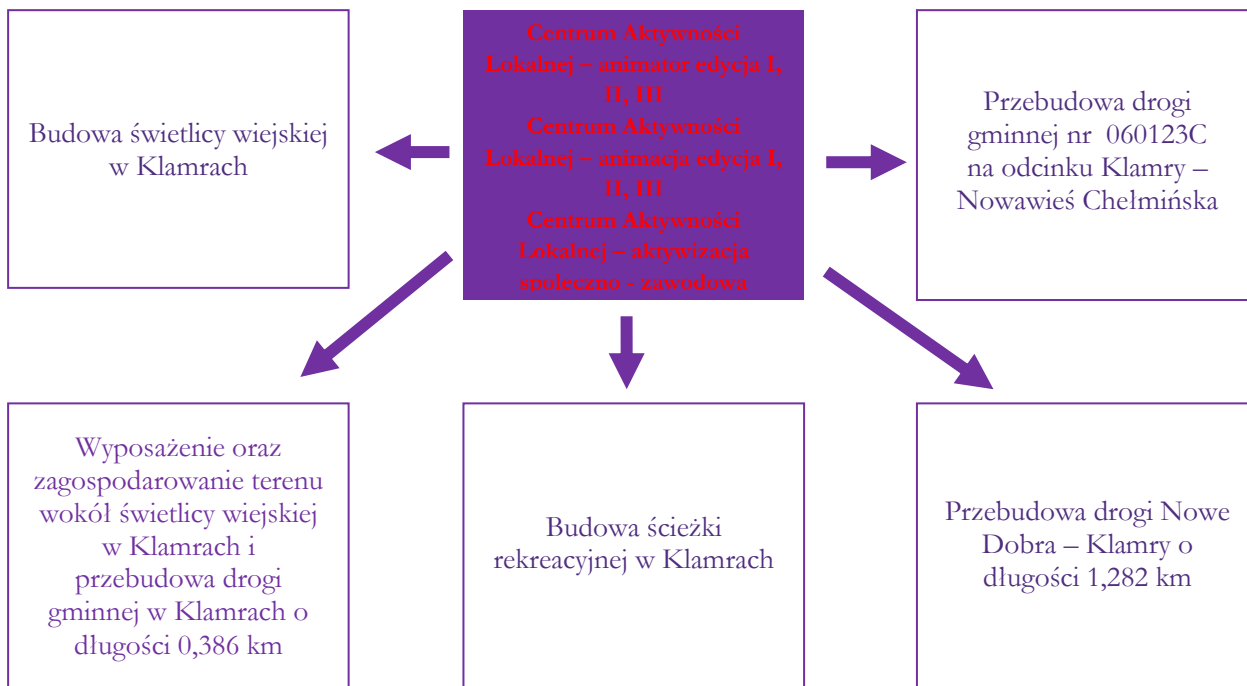 Centrum Aktywności
Lokalnej – animator edycja I,
II, III
Centrum Aktywności
Lokalnej – animacja edycja I,
II, III
Centrum Aktywności
Lokalnej – aktywizacja
społeczno - zawodowa
Budowa świetlicy wiejskiej
w Klamrach
Przebudowa drogi
gminnej nr 060123C
na odcinku Klamry –
Nowawieś Chełmińska
Wyposażenie oraz
zagospodarowanie terenu
wokół świetlicy wiejskiej
w Klamrach i
przebudowa drogi
gminnej w Klamrach o
długości 0,386 km
Budowa ścieżki
rekreacyjnej w Klamrach
Przebudowa drogi Nowe
Dobra – Klamry o
długości 1,282 km